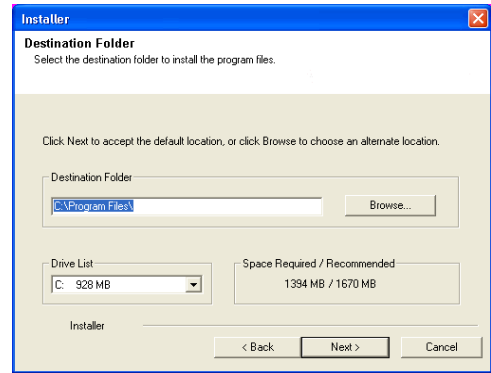 Installer
Destination Folder
Select the destination folder to install the program files.
Click Next to accept the default location, or click Browse to choose an alternate location.
Destination Folder
C:\Program Files\
Browse...
Drive List
C: 928 MB
Space Required / Recommended
1394 MB / 1670 MB
Installer
< Back
Next >
Cancel